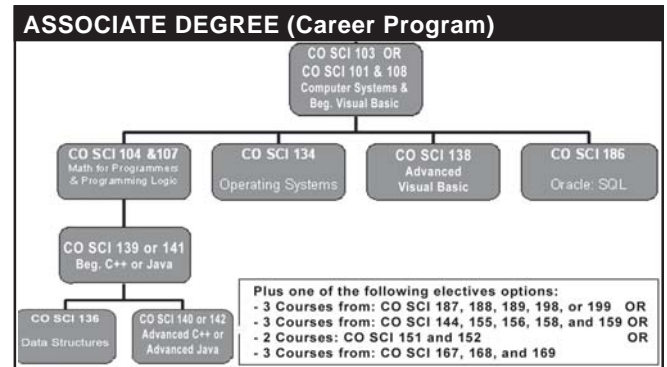 ASSOCIATE DEGREE (Career Program)
CO SCI 103 OR
CO SCI 101 & 108
Computer Systems &
Beg. Visual Basic
CO SCI 104 &107
Math for Programmers
& Programming Logic
CO SCI 134
Operating Systems
CO SCI 138
Advanced
Visual Basic
CO SCI 186
Oracle: SQL
CO SCI 139 or 141
Beg. C++ or Java
CO SCI 136
Data Structures
CO SCI 140 or 142
Advanced C++ or
Advanced Java
Plus one of the following electives options:
- 3 Courses from: CO SCI 187, 188, 189, 198, or 199 OR
- 3 Courses from: CO SCI 144, 155, 156, 158, and 159 OR
- 2 Courses: CO SCI 151 and 152 OR
- 3 Courses from: CO SCI 167, 168, and 169